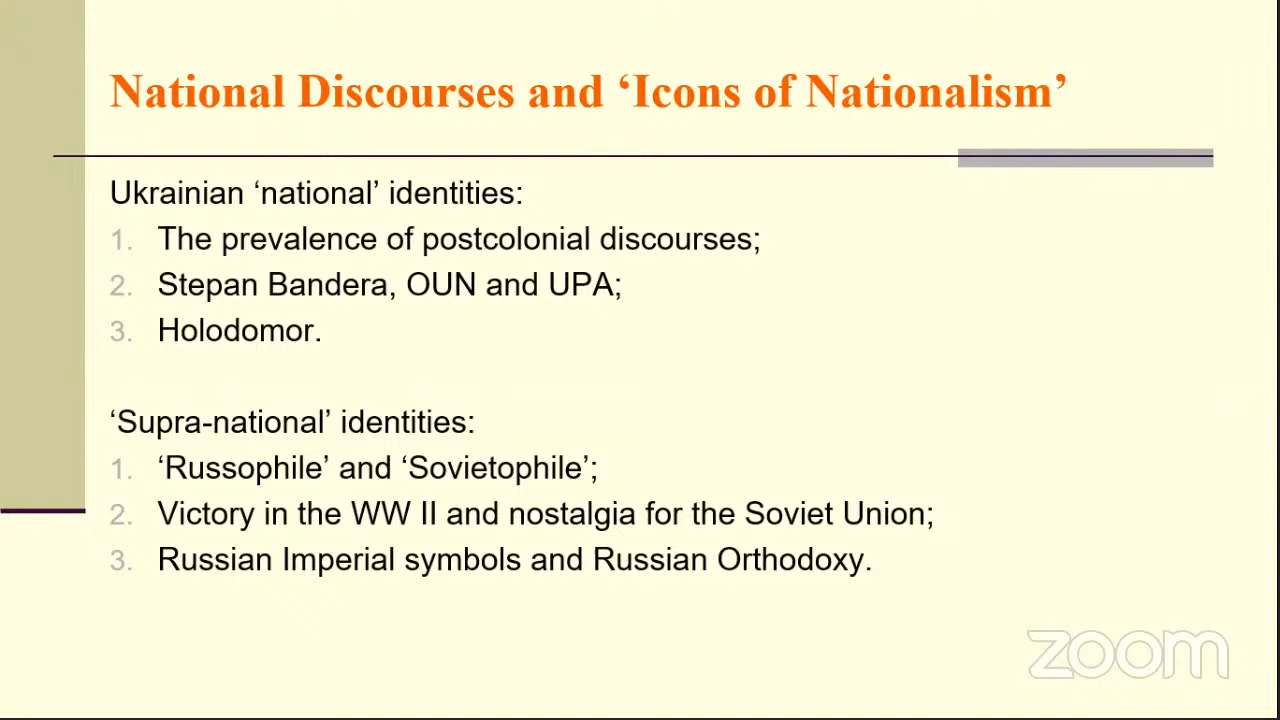 National Discourses and ‘Icons of Nationalism’
Ukrainian ‘national’ identities:
1. The prevalence of postcolonial discourses;
2. Stepan Bandera, OUN and UPA;
3. Holodomor.
‘Supra-national’ identities:
1. ‘Russophile’ and ‘Sovietophile’;
2. Victory in the WW II and nostalgia for the Soviet Union;
3. Russian Imperial symbols and Russian Orthodoxy.
zoom